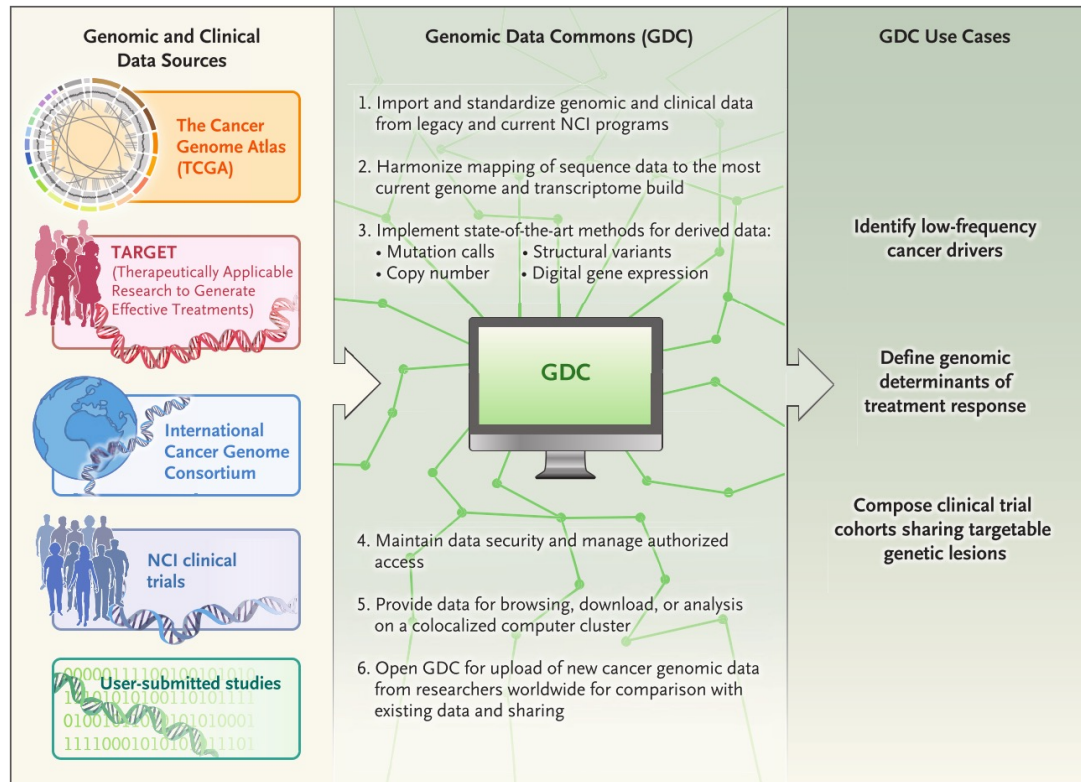 Genomic and Clinical
Data Sources
The Cancer
Genome Atlas
(TCGA)
TARGET
(Therapeutically Applicable
Research to Generate
Effective Treatments)
International
Cancer Genome
Consortium
NCI clinical
trials
User-submitted studies
Genomic Data Commons (GDC)
1. Import and standardize genomic and clinical data
from legacy and current NCI programs
2. Harmonize mapping of sequence data to the most
current genome and transcriptome build
3. Implement state-of-the-art methods for derived data:
• Mutation calls • Structural variants
• Copy number • Digital gene expression
GDC
4. Maintain data security and manage authorized
access
5. Provide data for browsing, download, or analysis
on a colocalized computer cluster
6. Open GDC for upload of new cancer genomic data
from researchers worldwide for comparison with
existing data and sharing
GDC Use Cases
Identify low-frequency
cancer drivers
Define genomic
determinants of
treatment response
Compose clinical trial
cohorts sharing targetable
genetic lesions